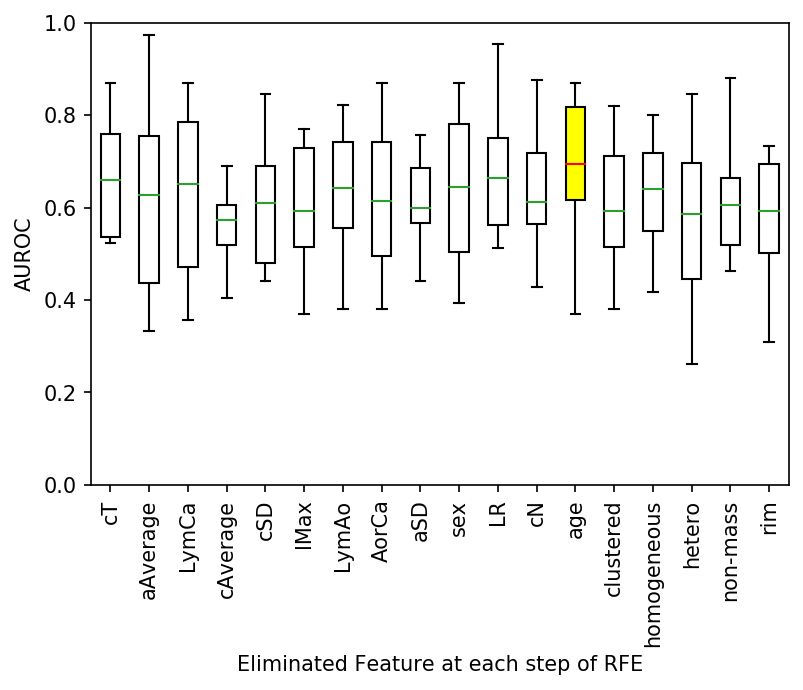 1.0
0.8
0.6
0.4
0.2
0.0
AUROC
cT
aAverage
LymCa
cAverage
cSD
lMax
LymAo
AorCa
aSD
sex
LR
cN
age
clustered
homogeneous
hetero
non-mass
rim
Eliminated Feature at each step of RFE